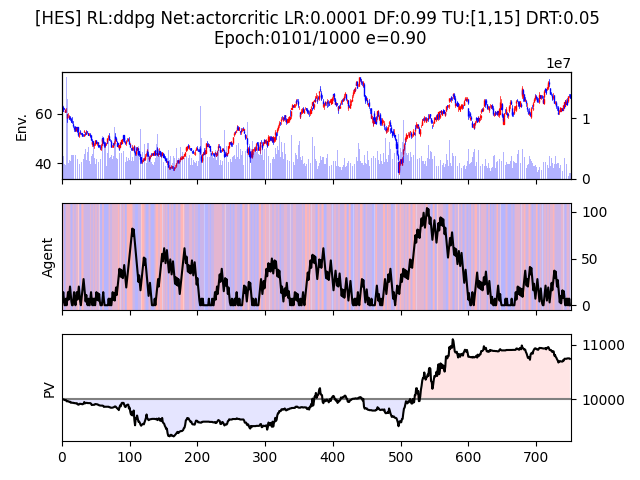 [HES] RL:ddpg Net:actorcritic LR:0.0001 DF:0.99 TU:[1,15] DRT:0.05
Epoch:0101/1000 e=0.90
1e7
Env.
60
40
1
0
Agent
100
50
0
PV
11000
10000
0 100 200 300 400 500 600 700